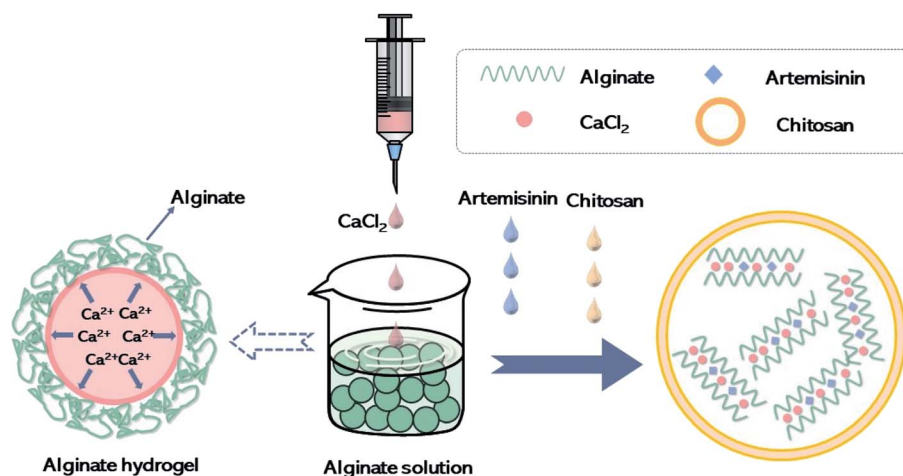 Alginate
Artemisinin
CaCl₂
Chitosan
Alginate
CaCl₂
Artemisinin
Chitosan
Ca²⁺ Ca²⁺
Ca²⁺ Ca²⁺
Ca²⁺Ca²⁺
Alginate hydrogel
Alginate solution